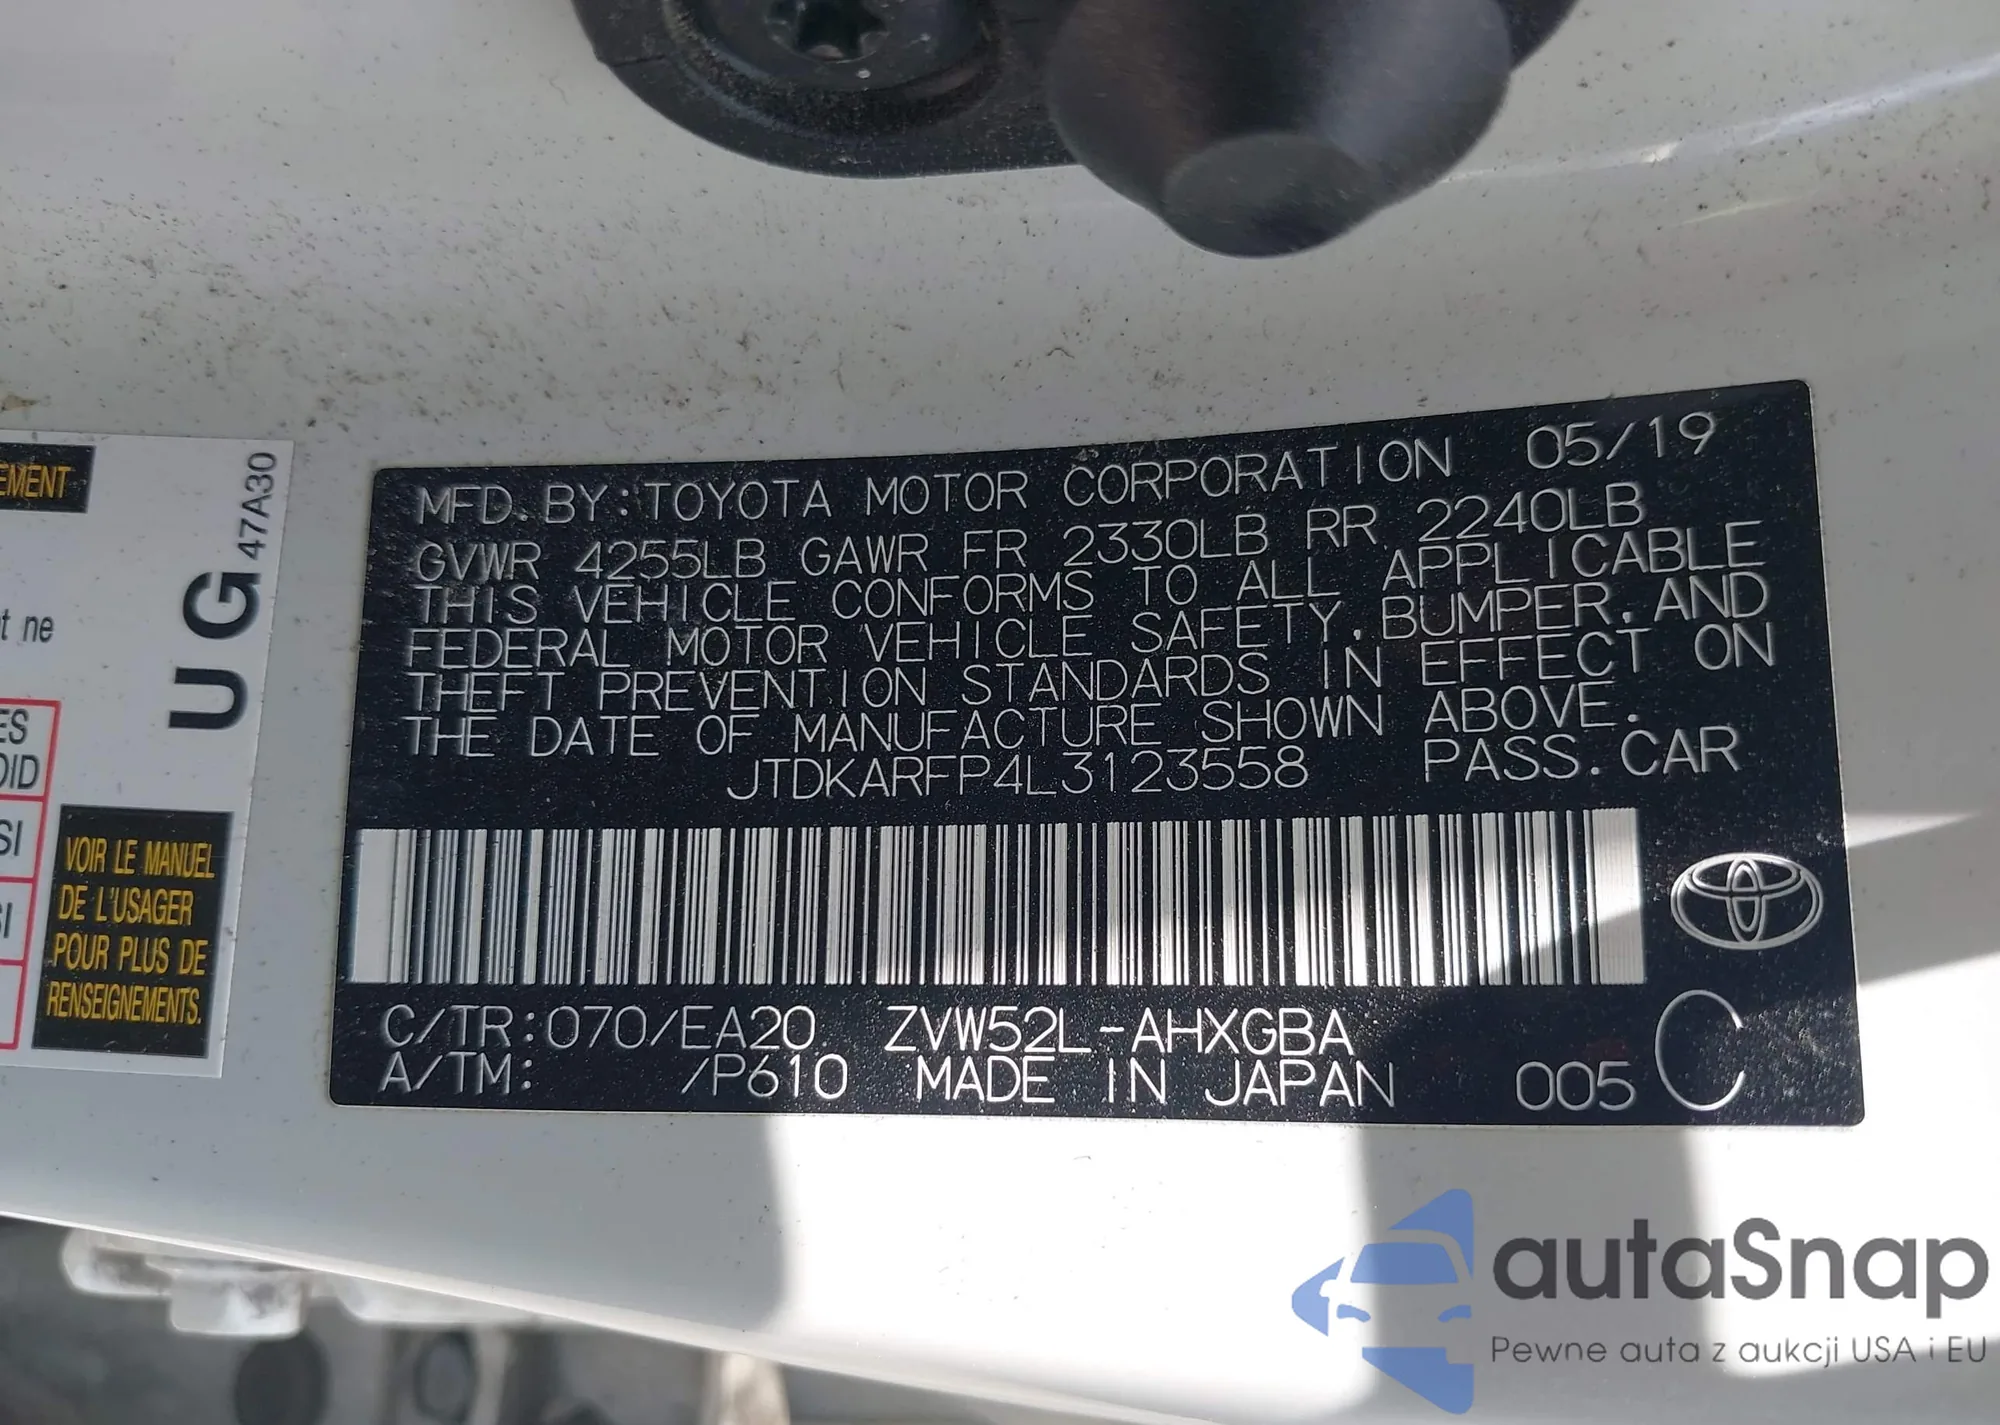 MFD. BY: TOYOTA MOTOR CORPORATION 05/19
GVWR 4255LB GAWR FR 2330LB RR 2240LB
THIS VEHICLE CONFORMS TO ALL APPLICABLE
FEDERAL MOTOR VEHICLE SAFETY, BUMPER, AND
THEFT PREVENTION STANDARDS IN EFFECT ON
THE DATE OF MANUFACTURE SHOWN ABOVE.
JTDKARFP4L3123558 PASS. CAR
C/TR: 070/EA20 ZVW52L-AHXGBA
A/TM: /P610 MADE IN JAPAN 005 C
EMENT
t ne
ES
OID
SI
SI
UG 47A30
VOIR LE MANUEL
DE L'USAGER
POUR PLUS DE
RENSEIGNEMENTS.
autaSnap
Pewne auta z aukcji USA i EU